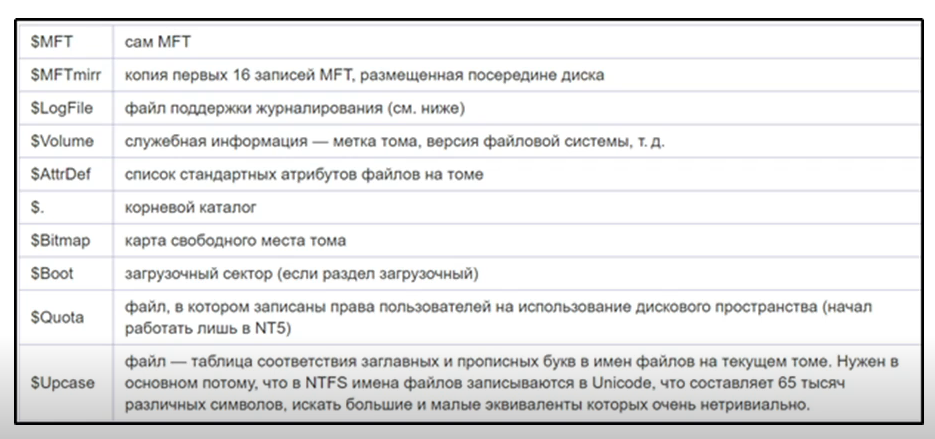 $MFT сам MFT
$MFTmirr копия первых 16 записей MFT, размещенная посередине диска
$LogFile файл поддержки журналирования (см. ниже)
$Volume служебная информация — метка тома, версия файловой системы, т. д.
$AttrDef список стандартных атрибутов файлов на томе
$. корневой каталог
$Bitmap карта свободного места тома
$Boot загрузочный сектор (если раздел загрузочный)
$Quota файл, в котором записаны права пользователей на использование дискового пространства (начал
работать лишь в NT5)
$Upcase файл — таблица соответствия заглавных и прописных букв в имен файлов на текущем томе. Нужен в
основном потому, что в NTFS имена файлов записываются в Unicode, что составляет 65 тысяч
различных символов, искать большие и малые эквиваленты которых очень нетривиально.